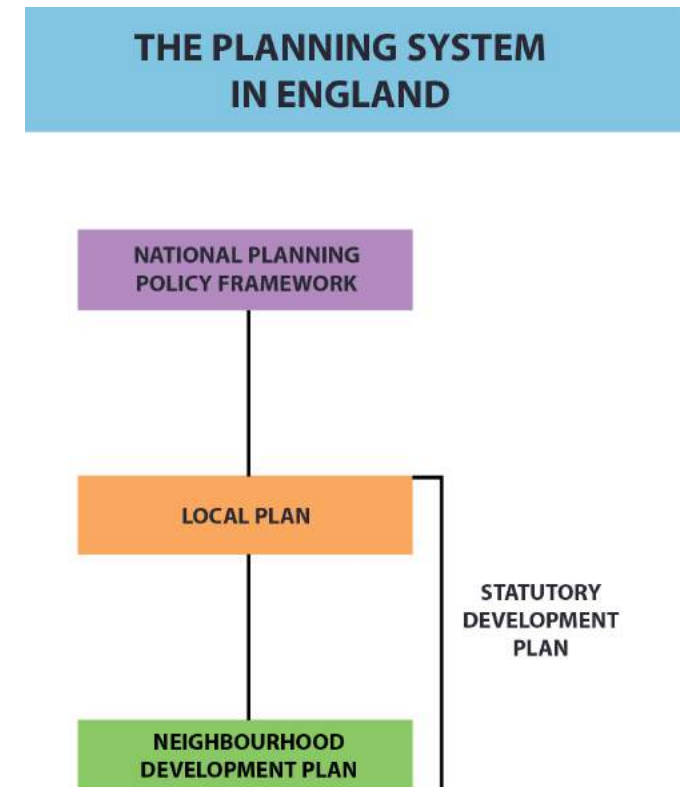 THE PLANNING SYSTEM
IN ENGLAND
NATIONAL PLANNING
POLICY FRAMEWORK
LOCAL PLAN
STATUTORY
DEVELOPMENT
PLAN
NEIGHBOURHOOD
DEVELOPMENT PLAN